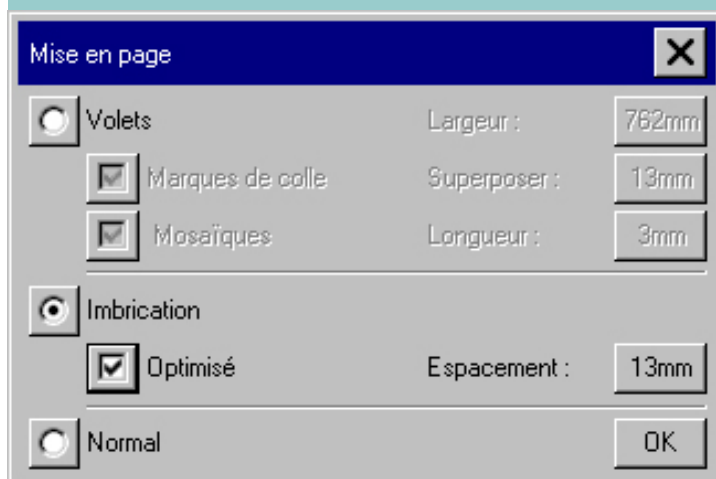 Mise en page
Volets Largeur : 762mm
Marques de colle Superposer : 13mm
Mosaïques Longueur : 3mm
Imbrication
Optimisé Espacement : 13mm
Normal OK